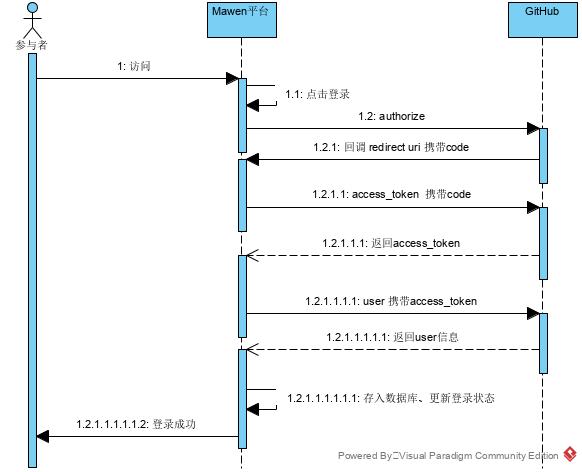 Mawen平台
GitHub
参与者
1: 访问
1.1: 点击登录
1.2: authorize
1.2.1: 回调 redirect uri 携带code
1.2.1.1: access_token 携带code
1.2.1.1.1: 返回access_token
1.2.1.1.1.1: user 携带access_token
1.2.1.1.1.1.1: 返回user信息
1.2.1.1.1.1.1.1: 存入数据库、更新登录状态
1.2.1.1.1.1.1.2: 登录成功
Powered By Visual Paradigm Community Edition